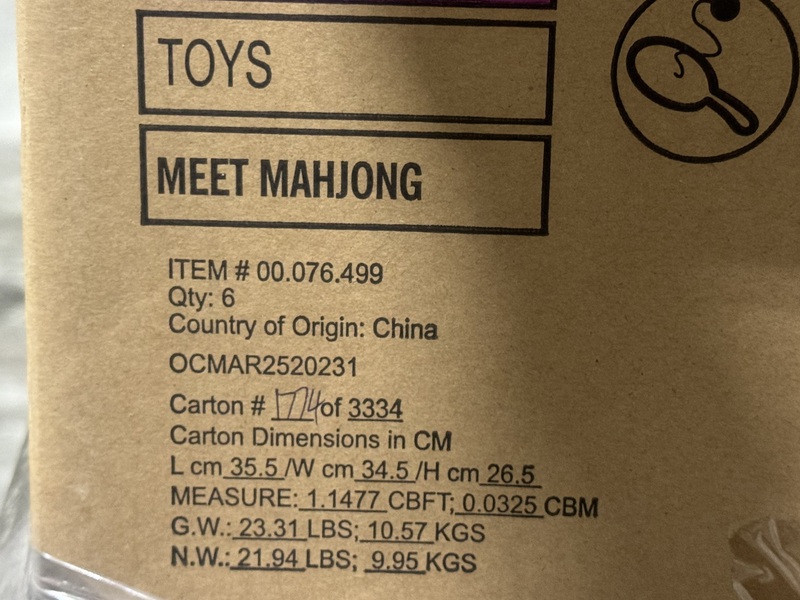 TOYS
MEET MAHJONG
ITEM # 00.076.499
Qty: 6
Country of Origin: China
OCMAR2520231
Carton # 1774 of 3334
Carton Dimensions in CM
L cm 35.5 /W cm 34.5 /H cm 26.5
MEASURE: 1.1477 CBFT; 0.0325 CBM
G.W.: 23.31 LBS; 10.57 KGS
N.W.: 21.94 LBS; 9.95 KGS